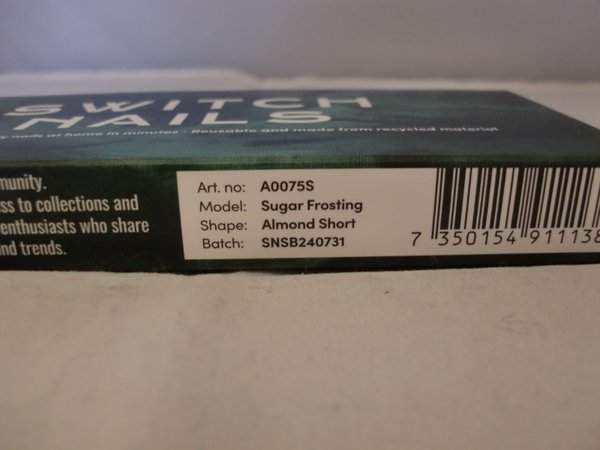 SWITCH
NAILS
nails at home in minutes • Reusable and made from recycled material
munity.
ss to collections and
enthusiasts who share
nd trends.
Art. no: A0075S
Model: Sugar Frosting
Shape: Almond Short
Batch: SNSB240731
7 350154 911138